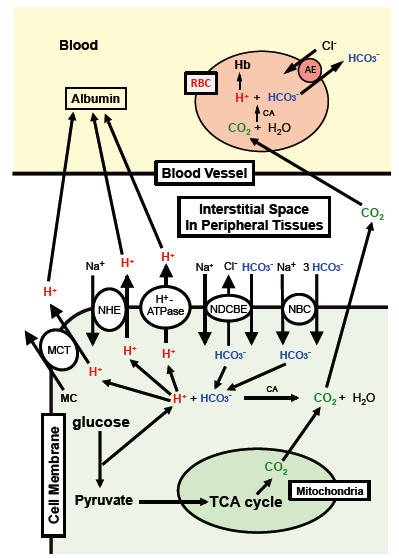 Blood
Cl⁻
HCO₃⁻
Hb
AE
RBC
H⁺ + HCO₃⁻
Albumin
CA
CO₂ + H₂O
Blood Vessel
Interstitial Space
In Peripheral Tissues
CO₂
H⁺
H⁺
H⁺
Na⁺
Na⁺
Cl⁻
HCO₃⁻
Na⁺
3 HCO₃⁻
NHE
H⁺-
ATPase
NDCBE
NBC
MCT
H⁺
H⁺
HCO₃⁻
HCO₃⁻
H⁺
MC
H⁺ + HCO₃⁻
CA
CO₂ + H₂O
glucose
Cell Membrane
CO₂
Pyruvate
TCA cycle
Mitochondria